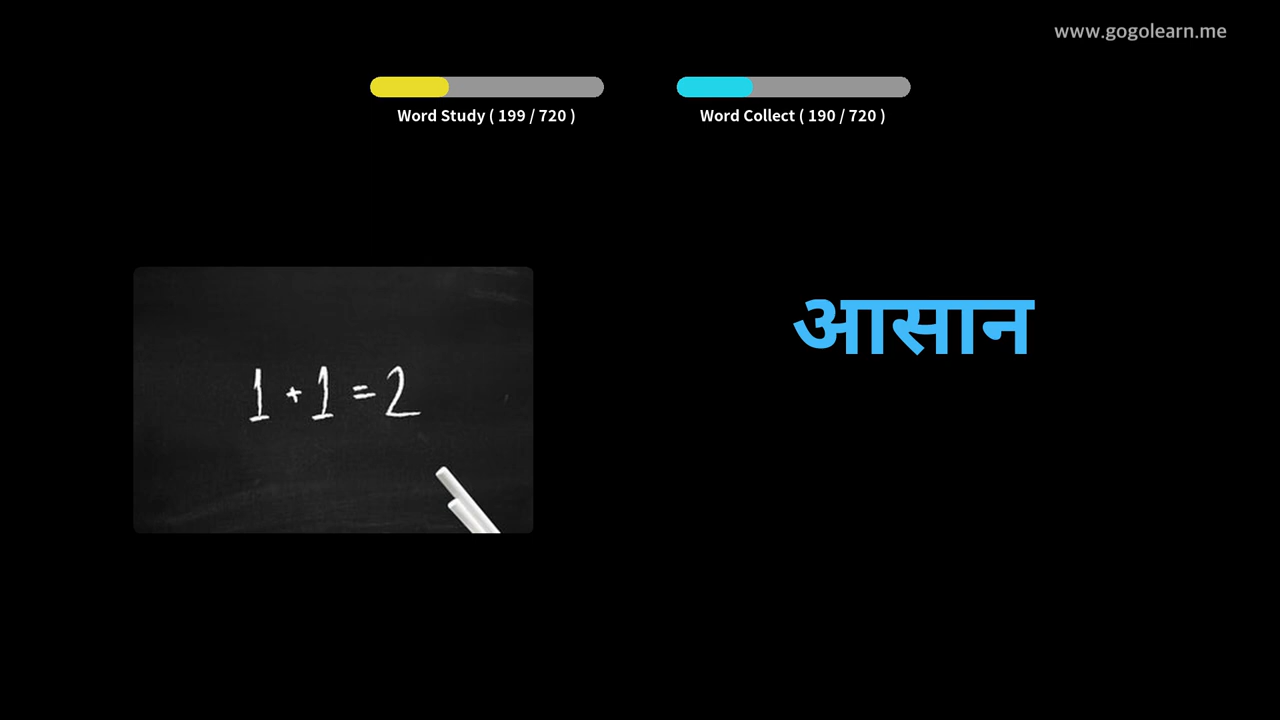 www.gogolearn.me
Word Study ( 199 / 720 )
Word Collect ( 190 / 720 )
1 + 1 = 2
आसान